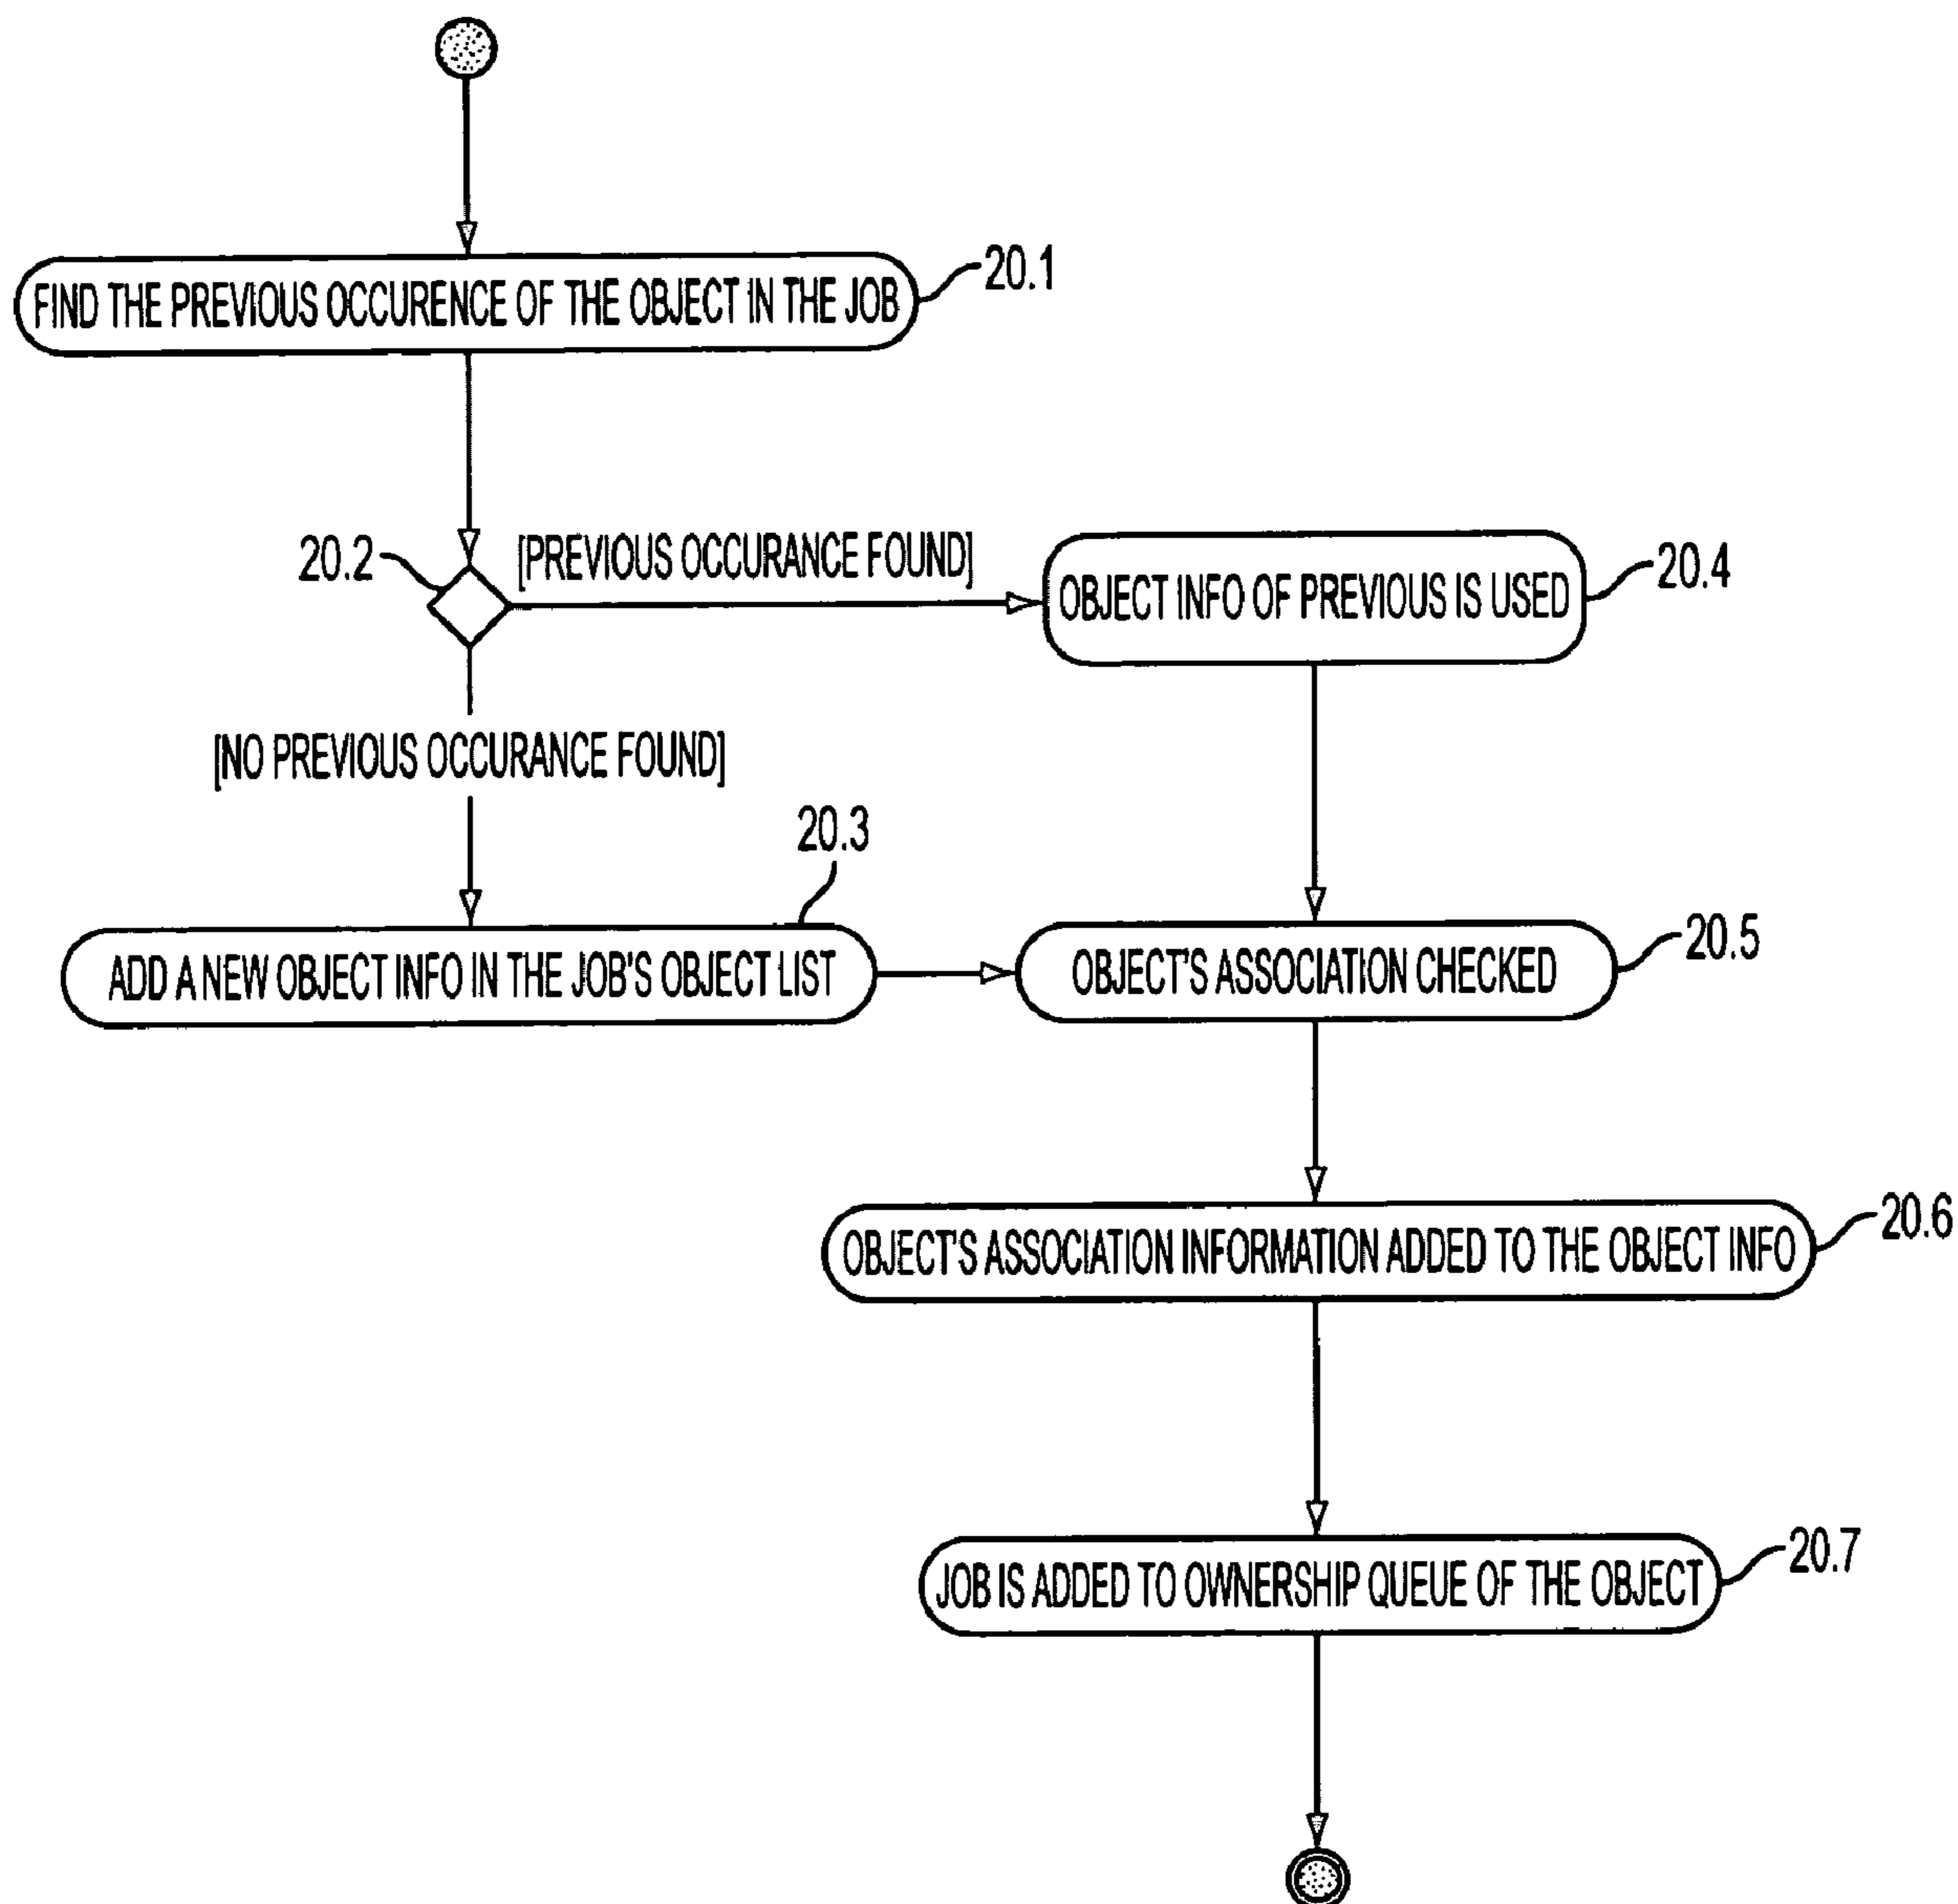 FIND THE PREVIOUS OCCURENCE OF THE OBJECT IN THE JOB
20.1
20.2
[PREVIOUS OCCURANCE FOUND]
OBJECT INFO OF PREVIOUS IS USED
20.4
[NO PREVIOUS OCCURANCE FOUND]
20.3
ADD A NEW OBJECT INFO IN THE JOB'S OBJECT LIST
OBJECT'S ASSOCIATION CHECKED
20.5
OBJECT'S ASSOCIATION INFORMATION ADDED TO THE OBJECT INFO
20.6
JOB IS ADDED TO OWNERSHIP QUEUE OF THE OBJECT
20.7